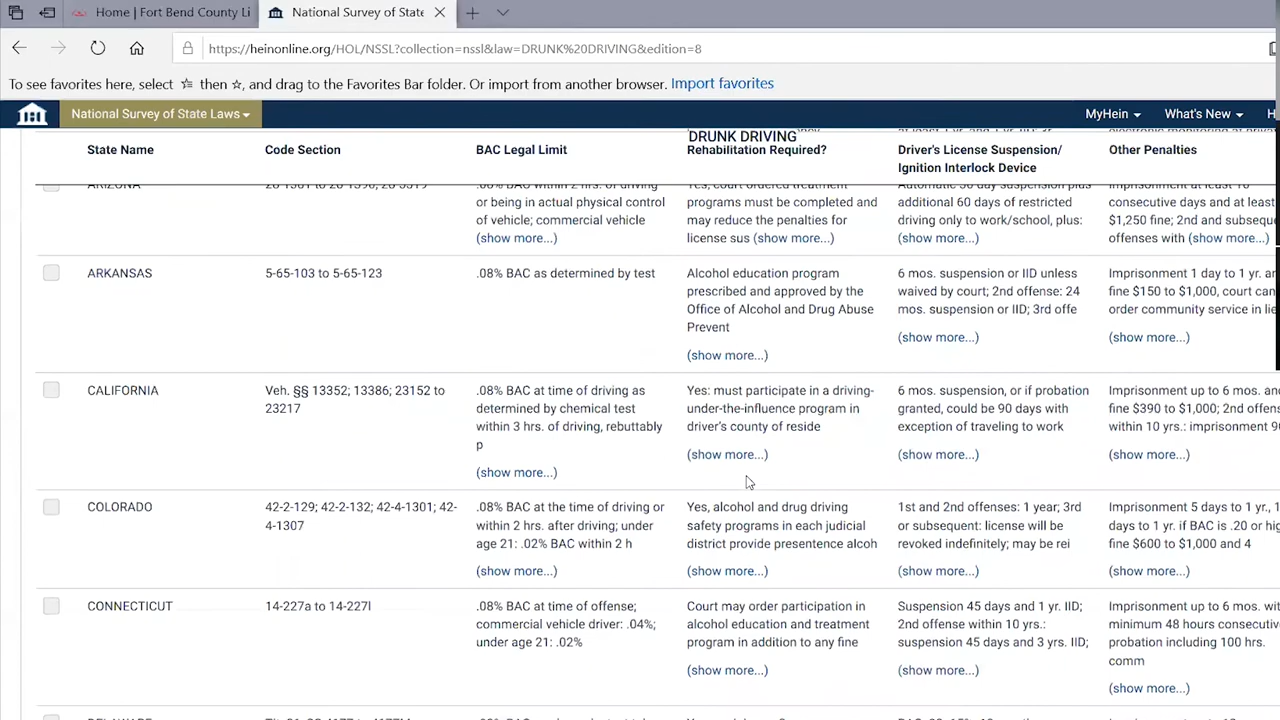 Home | Fort Bend County Li
National Survey of State
https://heinonline.org/HOL/NSSL?collection=nssl&law=DRUNK%20DRIVING&edition=8
To see favorites here, select then ☆, and drag to the Favorites Bar folder. Or import from another browser. Import favorites
National Survey of State Laws
MyHein
What's New
DRUNK DRIVING
State Name
Code Section
BAC Legal Limit
Rehabilitation Required?
Driver's License Suspension/
Ignition Interlock Device
Other Penalties
ARIZONA
.08% BAC within 2 hrs. of driving
or being in actual physical control
of vehicle; commercial vehicle
(show more...)
Yes, court ordered treatment
programs must be completed and
may reduce the penalties for
license sus (show more...)
Automatic 30 day suspension plus
additional 60 days of restricted
driving only to work/school, plus:
(show more...)
Imprisonment at least 10
consecutive days and at least
$1,250 fine; 2nd and subseque
offenses with (show more...)
ARKANSAS
5-65-103 to 5-65-123
.08% BAC as determined by test
Alcohol education program
prescribed and approved by the
Office of Alcohol and Drug Abuse
Prevent
(show more...)
6 mos. suspension or IID unless
waived by court; 2nd offense: 24
mos. suspension or IID; 3rd offe
(show more...)
Imprisonment 1 day to 1 yr. an
fine $150 to $1,000, court can
order community service in lie
(show more...)
CALIFORNIA
Veh. §§ 13352; 13386; 23152 to
23217
.08% BAC at time of driving as
determined by chemical test
within 3 hrs. of driving, rebuttably
p
(show more...)
Yes: must participate in a driving-
under-the-influence program in
driver's county of reside
(show more...)
6 mos. suspension, or if probation
granted, could be 90 days with
exception of traveling to work
(show more...)
Imprisonment up to 6 mos. and
fine $390 to $1,000; 2nd offens
within 10 yrs.: imprisonment 90
(show more...)
COLORADO
42-2-129; 42-2-132; 42-4-1301; 42-
4-1307
.08% BAC at the time of driving or
within 2 hrs. after driving; under
age 21: .02% BAC within 2 h
(show more...)
Yes, alcohol and drug driving
safety programs in each judicial
district provide presentence alcoh
(show more...)
1st and 2nd offenses: 1 year; 3rd
or subsequent: license will be
revoked indefinitely; may be rei
(show more...)
Imprisonment 5 days to 1 yr., 1
days to 1 yr. if BAC is .20 or hig
fine $600 to $1,000 and 4
(show more...)
CONNECTICUT
14-227a to 14-227l
.08% BAC at time of offense;
commercial vehicle driver: .04%;
under age 21: .02%
Court may order participation in
alcohol education and treatment
program in addition to any fine
(show more...)
Suspension 45 days and 1 yr. IID;
2nd offense within 10 yrs.:
suspension 45 days and 3 yrs. IID;
(show more...)
Imprisonment up to 6 mos. wit
minimum 48 hours consecutive
probation including 100 hrs.
comm
(show more...)